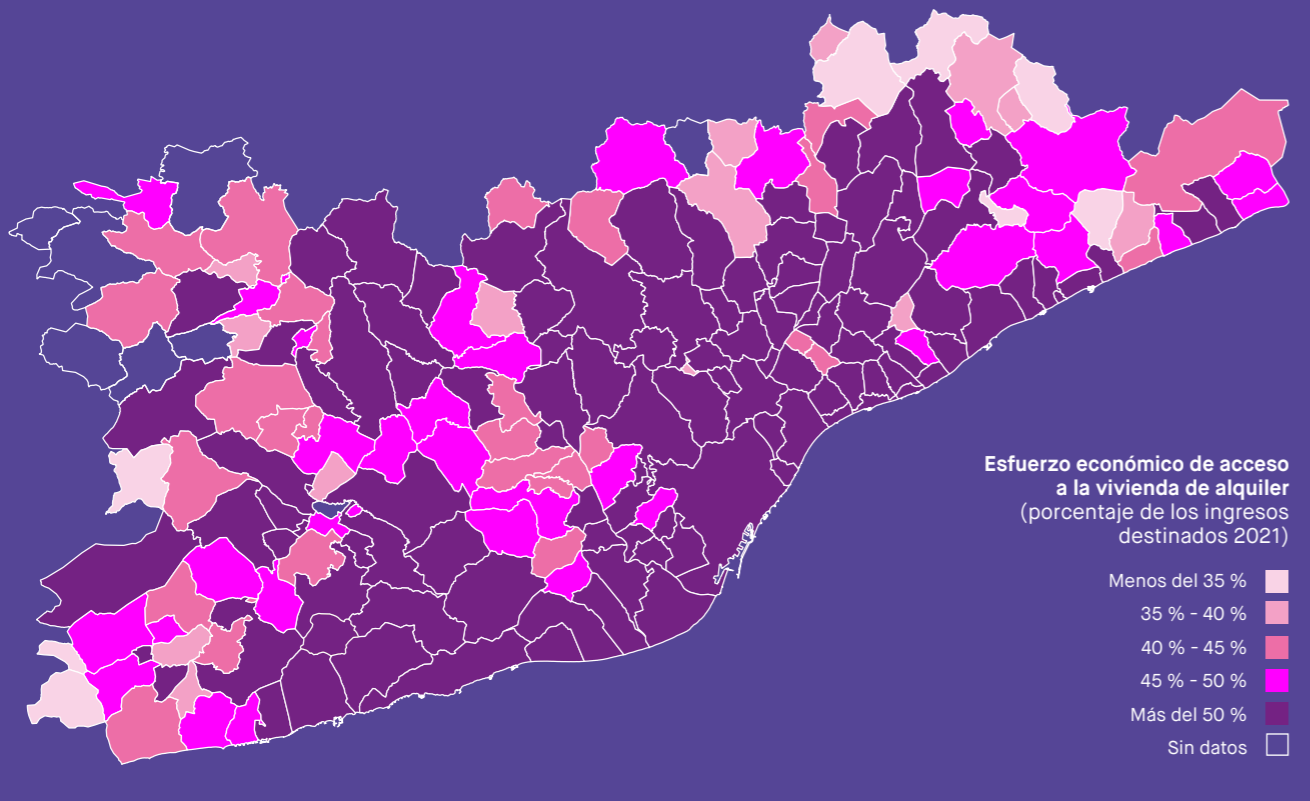 Esfuerzo económico de acceso
a la vivienda de alquiler
(porcentaje de los ingresos
destinados 2021)
Menos del 35 %
35 % - 40 %
40 % - 45 %
45 % - 50 %
Más del 50 %
Sin datos